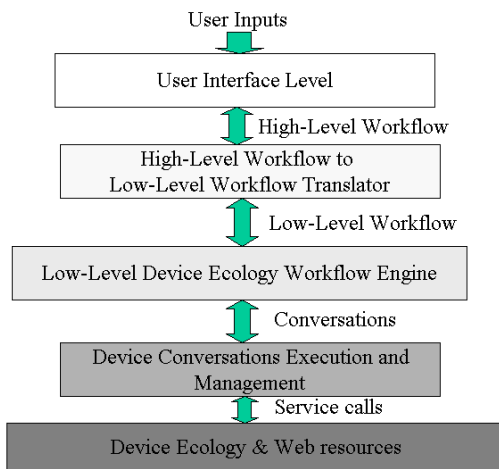 User Inputs
User Interface Level
High-Level Workflow
High-Level Workflow to
Low-Level Workflow Translator
Low-Level Workflow
Low-Level Device Ecology Workflow Engine
Conversations
Device Conversations Execution and
Management
Service calls
Device Ecology & Web resources